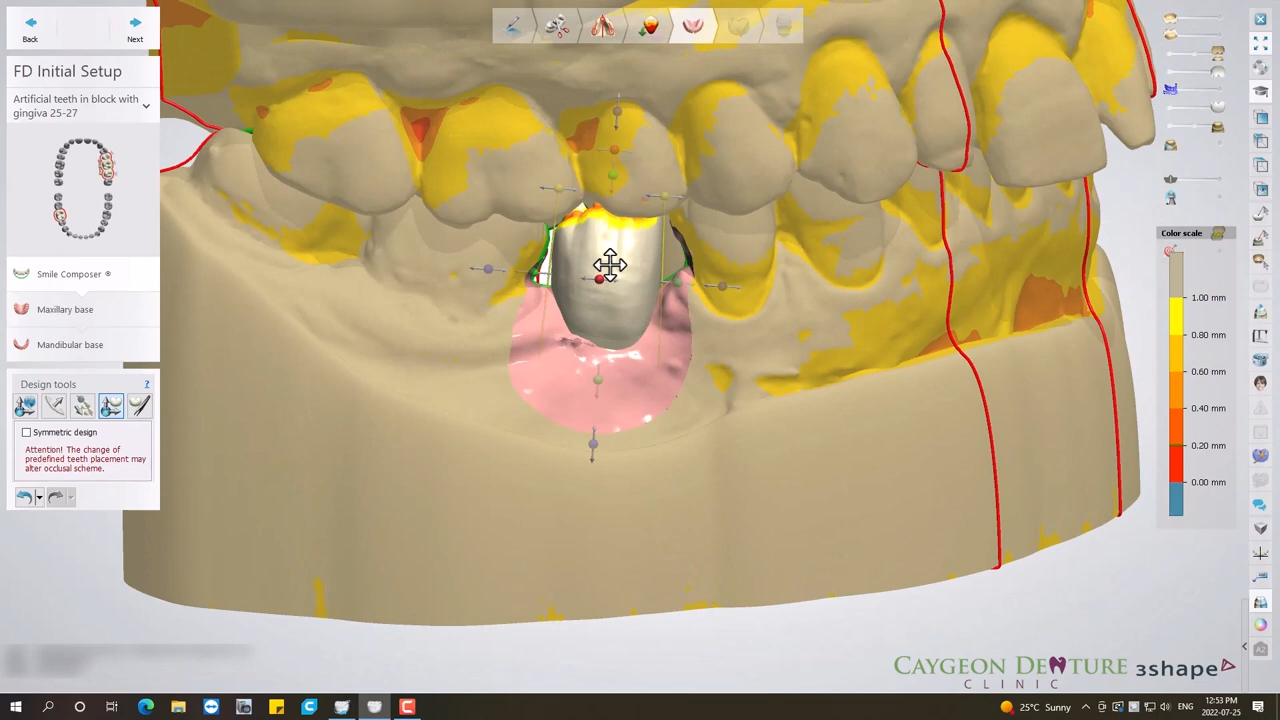 Back
Next
FD Initial Setup
Artificial teeth in block with
gingiva 25-27
Smile Composer ®
Maxillary base
Mandibular base
Design tools
?
Symmetric design
Attention! The change of
predefined teeth placement may
alter occlusal scheme.
Color scale
1.00 mm
0.80 mm
0.60 mm
0.40 mm
0.20 mm
0.00 mm
A2
CAYGEON DENTURE
CLINIC
3shape
25°C Sunny
ENG
12:53 PM
2022-07-25